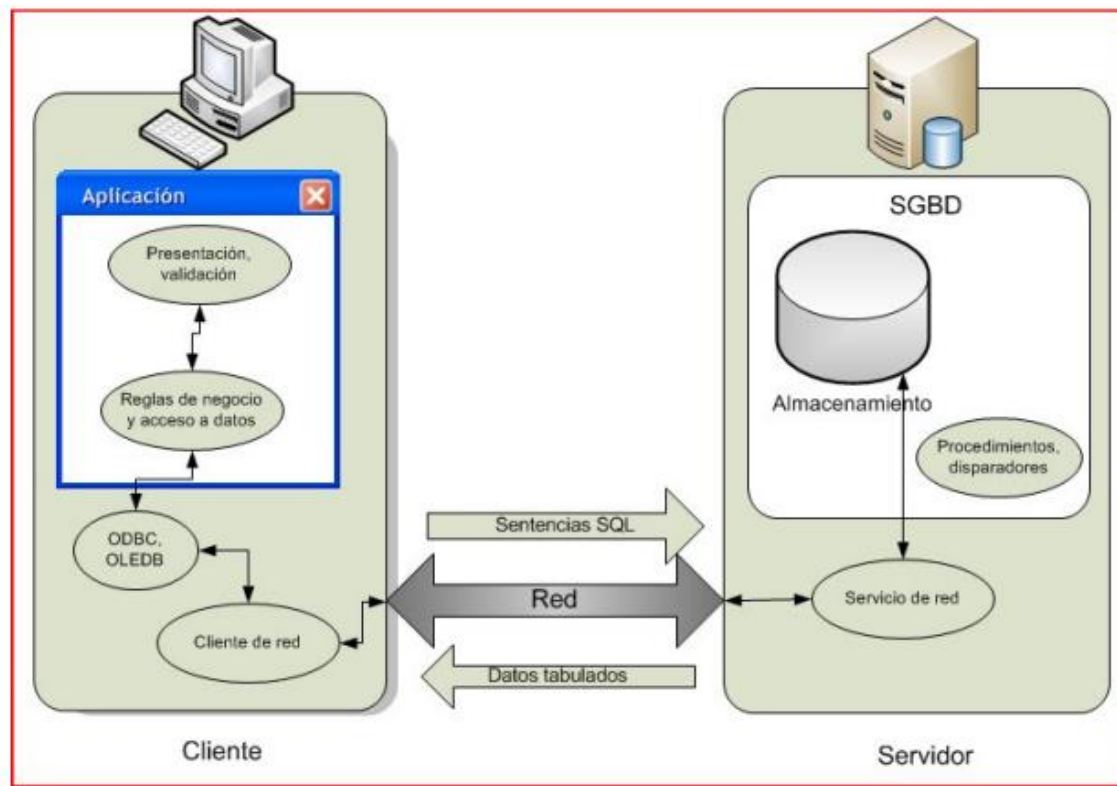 Aplicación
Presentación,
validación
Reglas de negocio
y acceso a datos
ODBC,
OLEDB
Cliente de red
Cliente
Sentencias SQL
Red
Datos tabulados
SGBD
Almacenamiento
Procedimientos,
disparadores
Servicio de red
Servidor